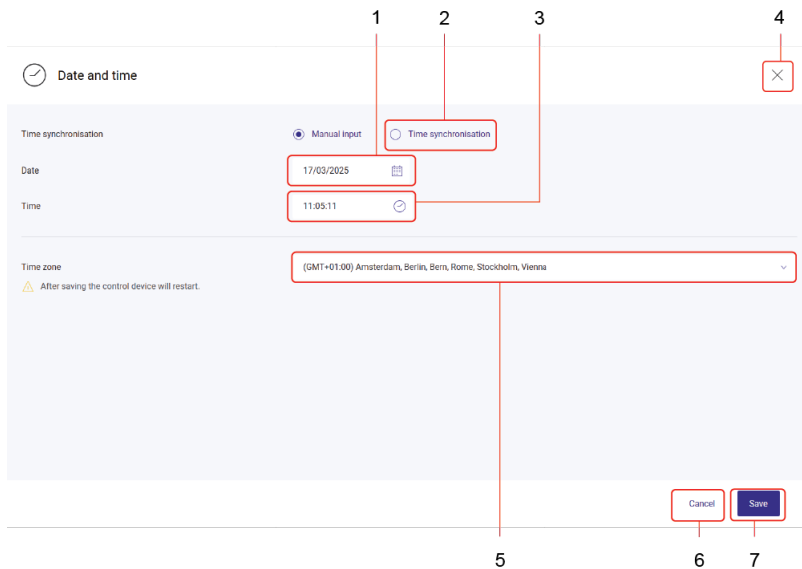 1 2 3 4
Date and time
Time synchronisation Manual input Time synchronisation
Date 17/03/2025
Time 11:05:11
Time zone (GMT+01:00) Amsterdam, Berlin, Bern, Rome, Stockholm, Vienna
After saving the control device will restart.
Cancel Save
5 6 7